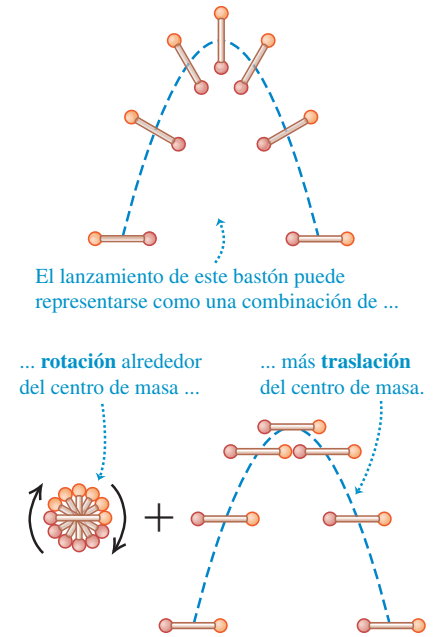 El lanzamiento de este bastón puede
representarse como una combinación de ...
... rotación alrededor
del centro de masa ...
... más traslación
del centro de masa.
+